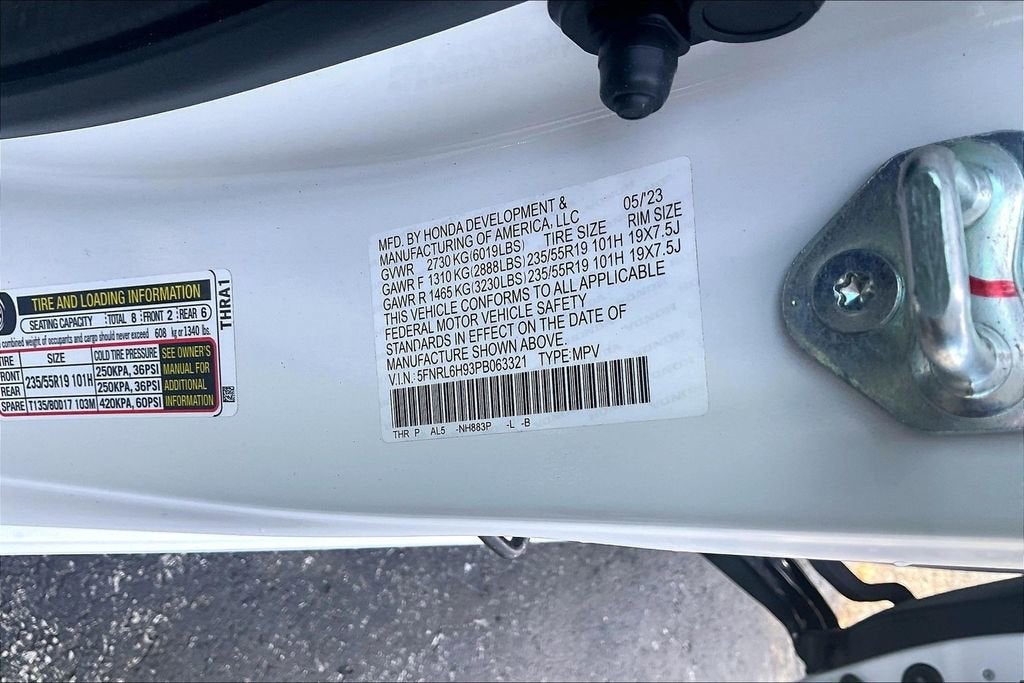 TIRE AND LOADING INFORMATION
SEATING CAPACITY TOTAL 8 FRONT 2 REAR 6
combined weight of occupants and cargo should never exceed 608 kg or 1340 lbs.
TIRE SIZE COLD TIRE PRESSURE SEE OWNER'S MANUAL FOR ADDITIONAL INFORMATION
FRONT 235/55R19 101H 250KPA, 36PSI
REAR 250KPA, 36PSI
SPARE T135/80D17 103M 420KPA, 60PSI
THRA1
MFD. BY HONDA DEVELOPMENT & 05/'23
MANUFACTURING OF AMERICA, LLC
GVWR 2730 KG(6019LBS) TIRE SIZE RIM SIZE
GAWR F 1310 KG(2888LBS) 235/55R19 101H 19X7.5J
GAWR R 1465 KG(3230LBS) 235/55R19 101H 19X7.5J
THIS VEHICLE CONFORMS TO ALL APPLICABLE
FEDERAL MOTOR VEHICLE SAFETY
STANDARDS IN EFFECT ON THE DATE OF
MANUFACTURE SHOWN ABOVE.
V.I.N.: 5FNRL6H93PB063321 TYPE:MPV
THR P AL5 -NH883P -L -B